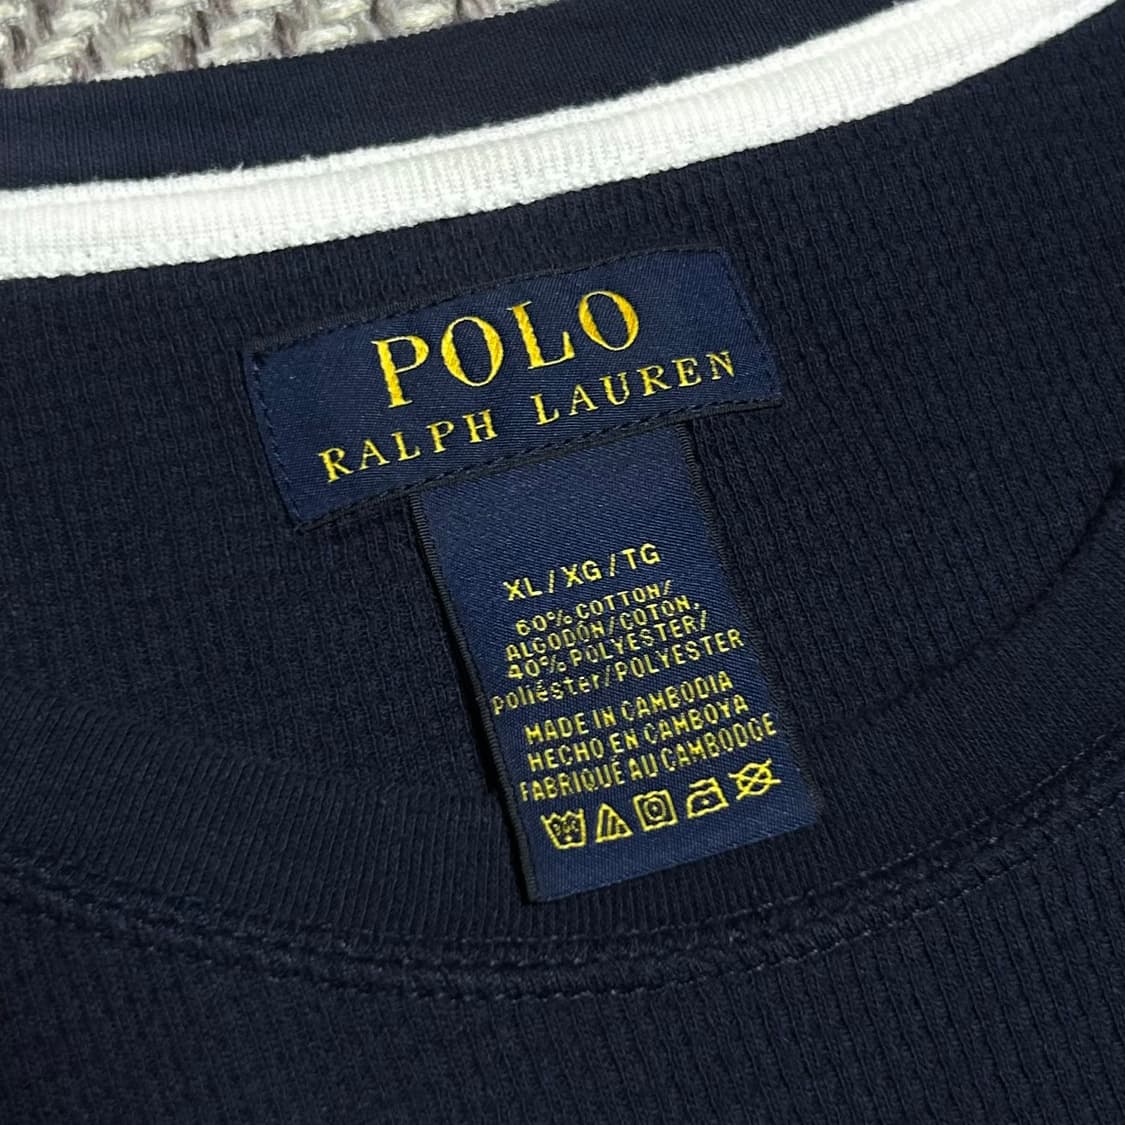 POLO
RALPH LAUREN
XL/XG/TG
60% COTTON/
ALGODÓN/COTON,
40% POLYESTER/
poliéster/POLYESTER
MADE IN CAMBODIA
HECHO EN CAMBOYA
FABRIQUÉ AU CAMBODGE